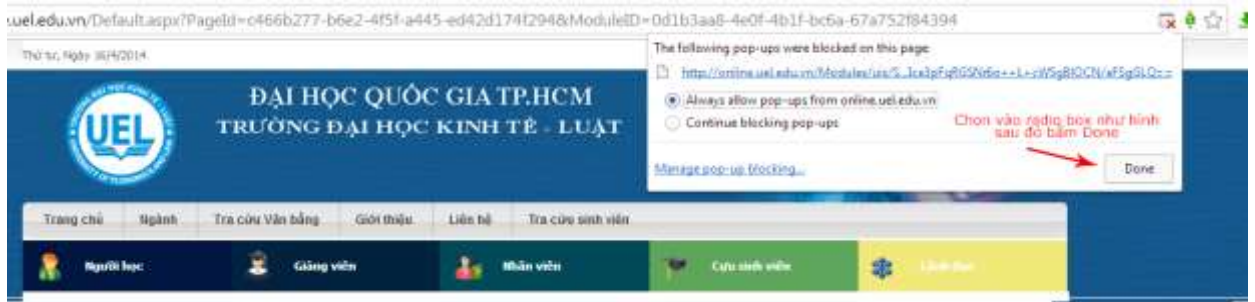 uel.edu.vn/Default.aspx?PageId=c466b277-b6e2-4f5f-a445-ed42d174f294&ModuleID=0d1b3aa8-4e0f-4b1f-bc6a-67a752f84394
Thứ tư, Ngày 16/4/2014
The following pop-ups were blocked on this page:
Always allow pop-ups from online.uel.edu.vn
Continue blocking pop-ups
Chọn vào radio box như hình
sau đó bấm Done
Manage pop-up blocking...
Done
UEL
ĐẠI HỌC QUỐC GIA TP.HCM
TRƯỜNG ĐẠI HỌC KINH TẾ - LUẬT
Trang chủ Ngành Tra cứu Văn bằng Giới thiệu Liên hệ Tra cứu sinh viên
Người học Giảng viên Nhân viên Cựu sinh viên